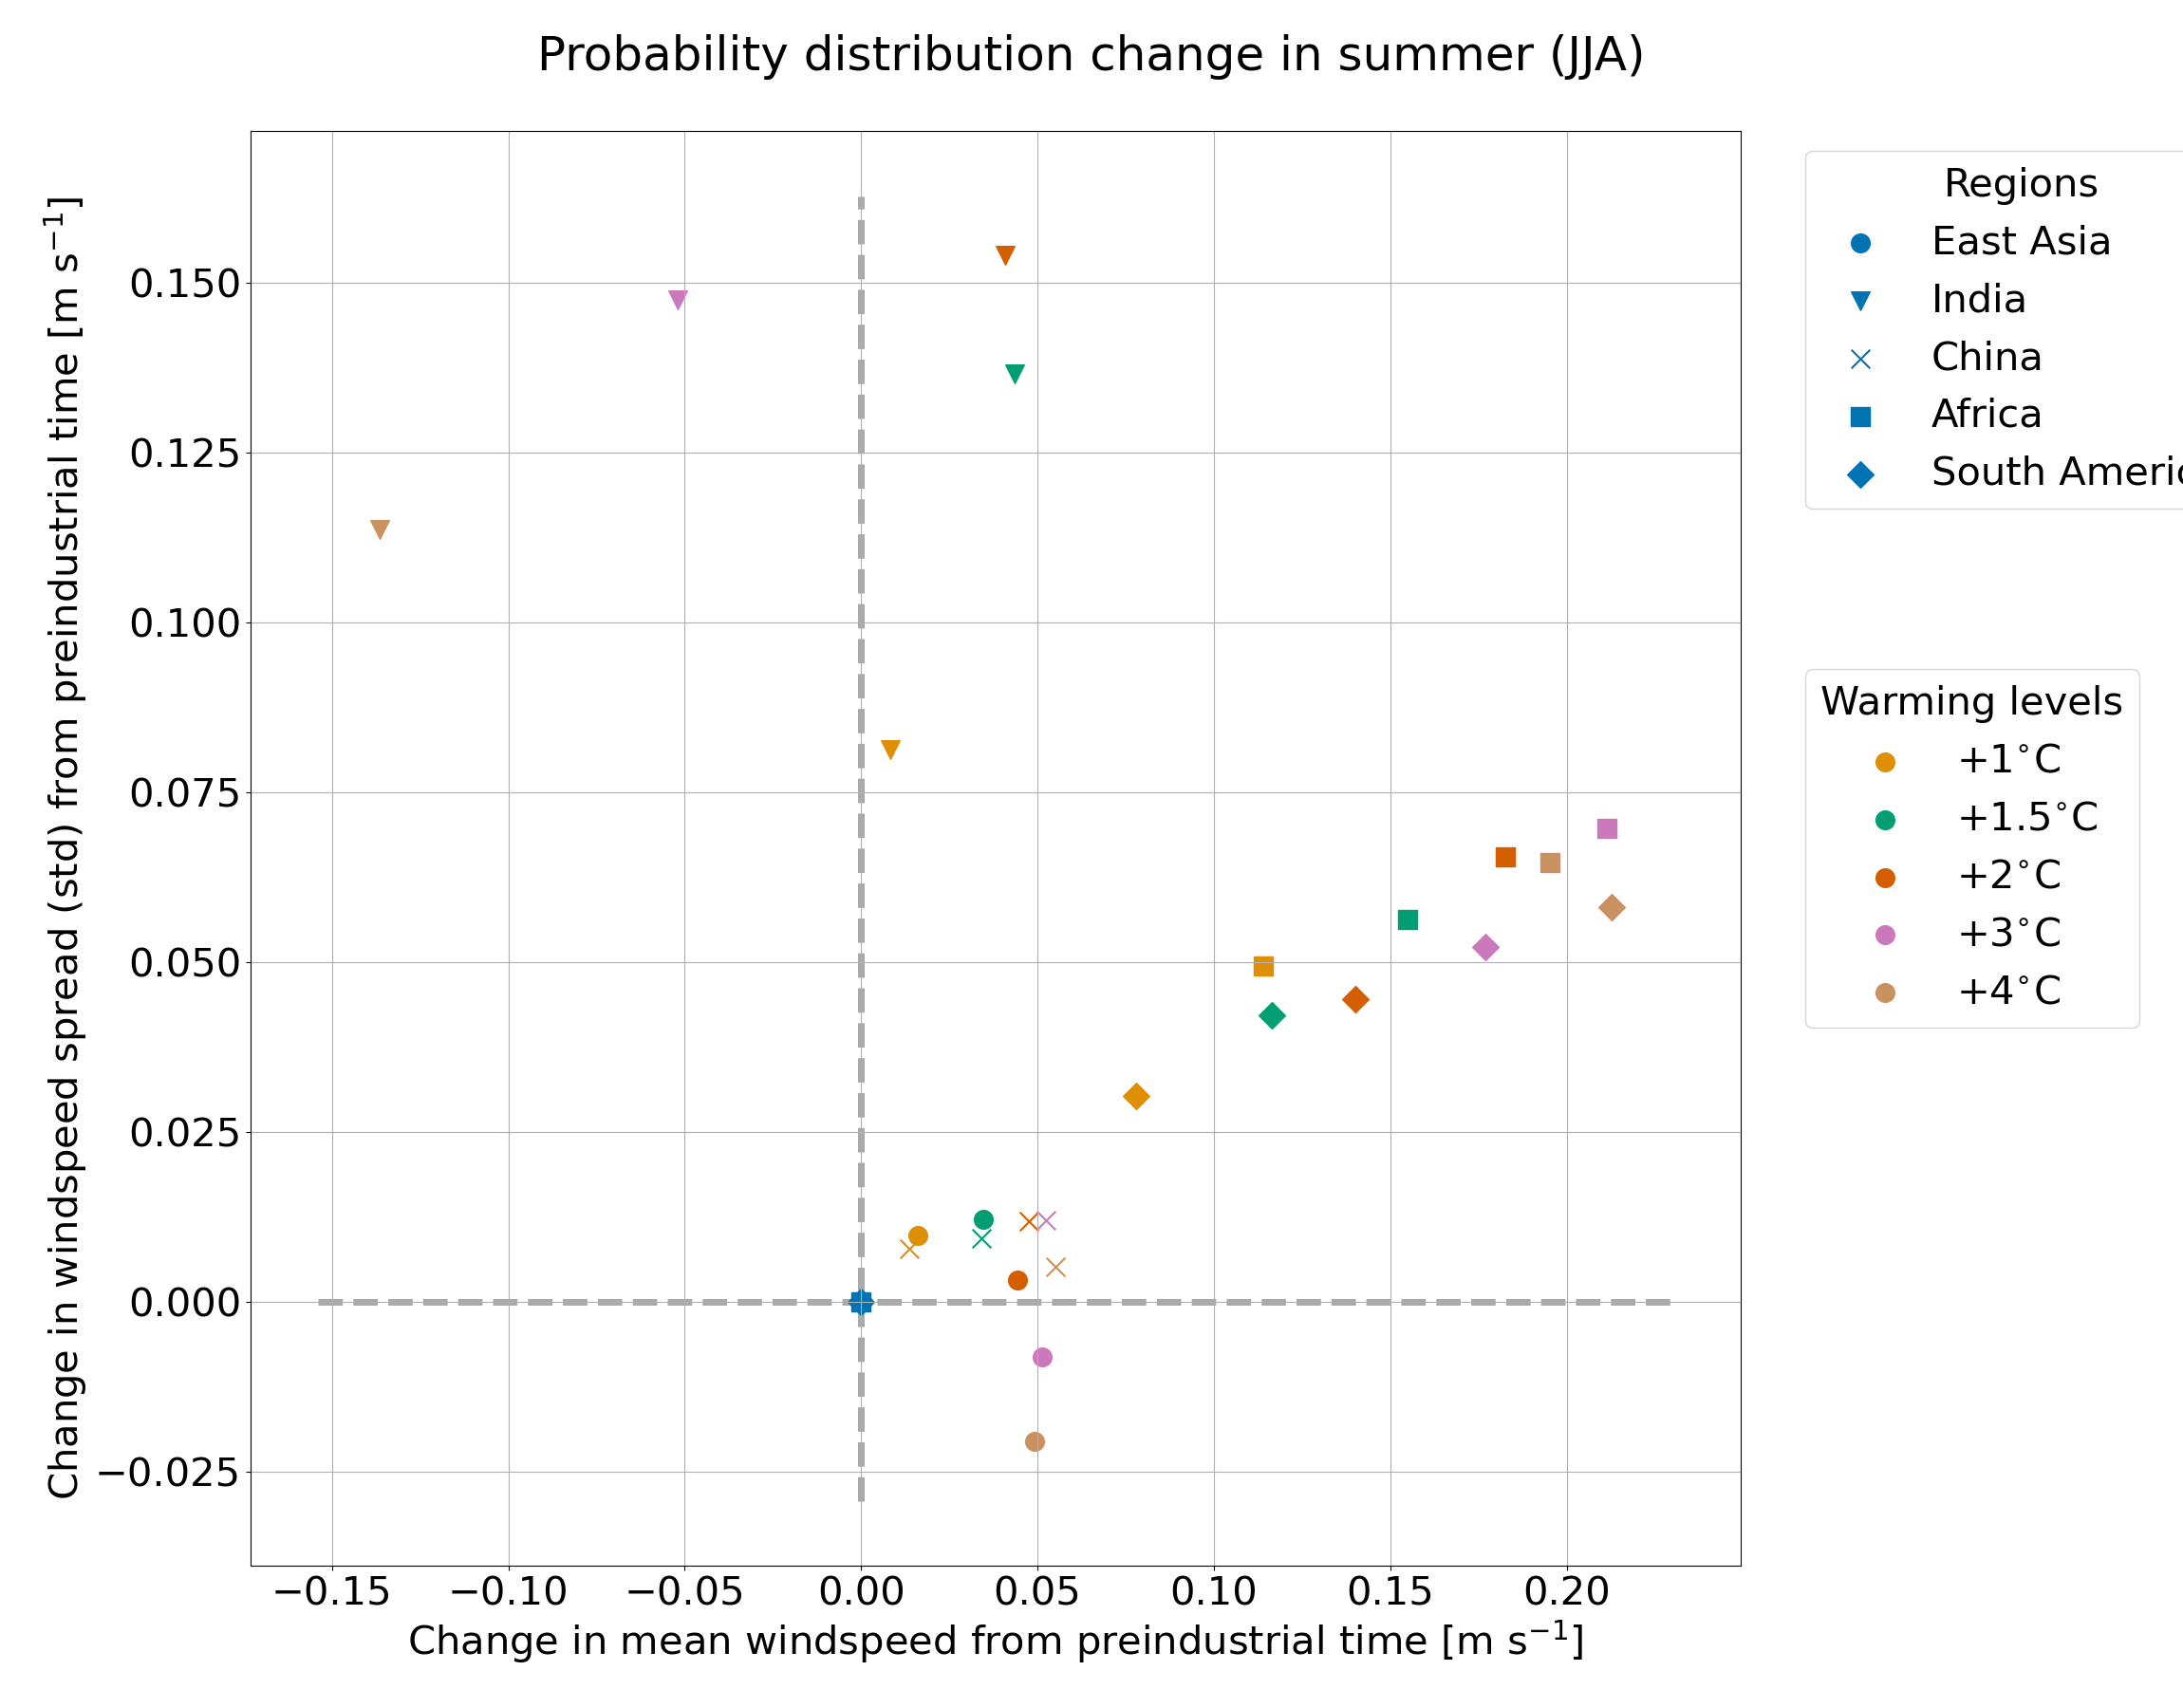 Probability distribution change in summer (JJA)
Change in windspeed spread (std) from preindustrial time [m s⁻¹]
0.150
0.125
0.100
0.075
0.050
0.025
0.000
−0.025
−0.15
−0.10
−0.05
0.00
0.05
0.10
0.15
0.20
Change in mean windspeed from preindustrial time [m s⁻¹]
Regions
East Asia
India
China
Africa
South Americ
Warming levels
+1°C
+1.5°C
+2°C
+3°C
+4°C